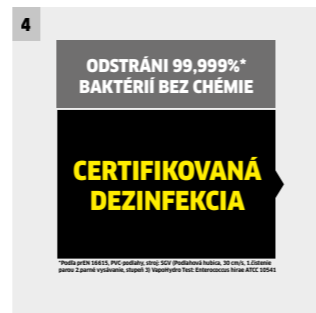 4
ODSTRÁNI 99,999%*
BAKTÉRIÍ BEZ CHÉMIE
CERTIFIKOVANÁ
DEZINFEKCIA
*Podľa prEN 16615, PVC-podlahy, stroj: SGV (Podlahová hubica, 30 cm/s, 1.čistenie
parou 2.parné vysávanie, stupeň 3) VapoHydro Test: Enterococcus hirae ATCC 10541